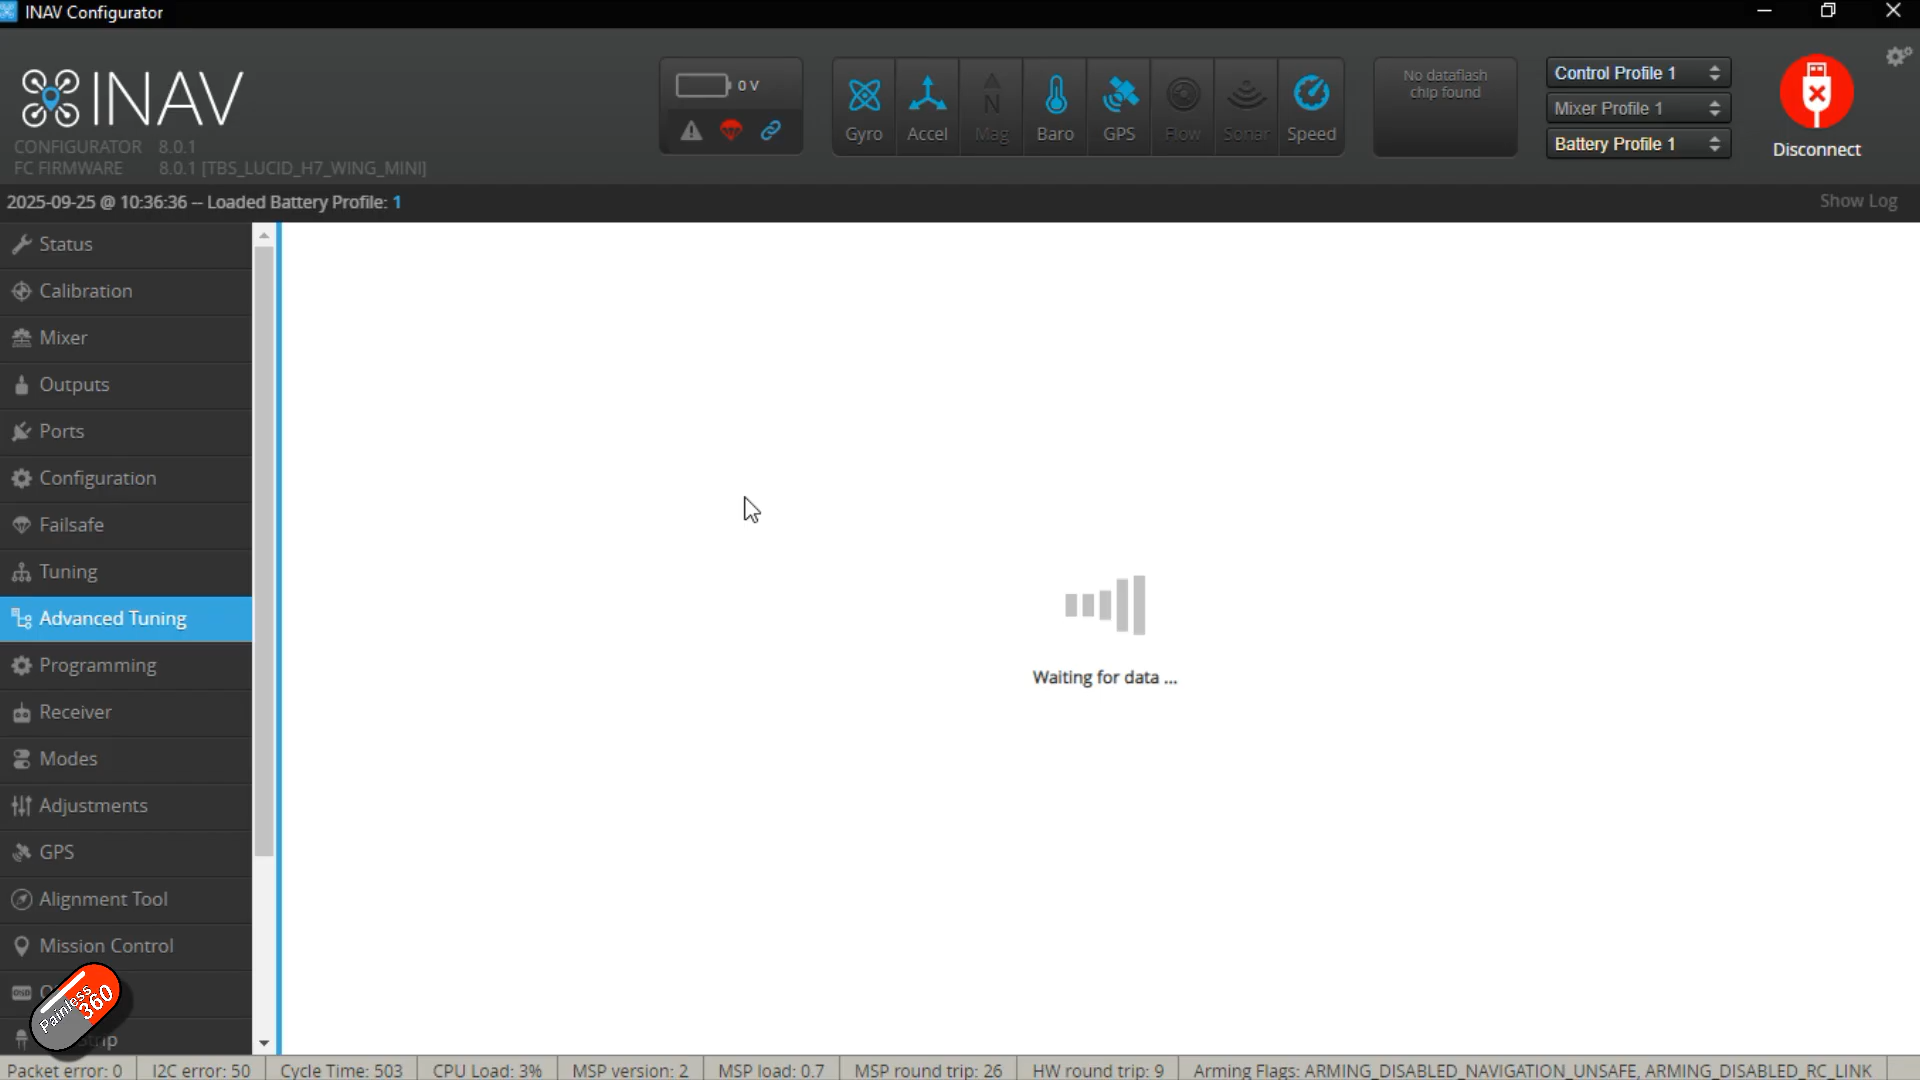 INAV Configurator
INAV
CONFIGURATOR 8.0.1
FC FIRMWARE 8.0.1 [TBS_LUCID_H7_WING_MINI]
0 V
Gyro
Accel
Mag
Baro
GPS
Flow
Sonar
Speed
No dataflash
chip found
Control Profile 1
Mixer Profile 1
Battery Profile 1
Disconnect
2025-09-25 @ 10:36:36 -- Loaded Battery Profile: 1
Show Log
Status
Calibration
Mixer
Outputs
Ports
Configuration
Failsafe
Tuning
Advanced Tuning
Programming
Receiver
Modes
Adjustments
GPS
Alignment Tool
Mission Control
OSD
Painless
360
Waiting for data ...
Packet error: 0
I2C error: 50
Cycle Time: 503
CPU Load: 3%
MSP version: 2
MSP load: 0.7
MSP round trip: 26
HW round trip: 9
Arming Flags: ARMING_DISABLED_NAVIGATION_UNSAFE, ARMING_DISABLED_RC_LINK